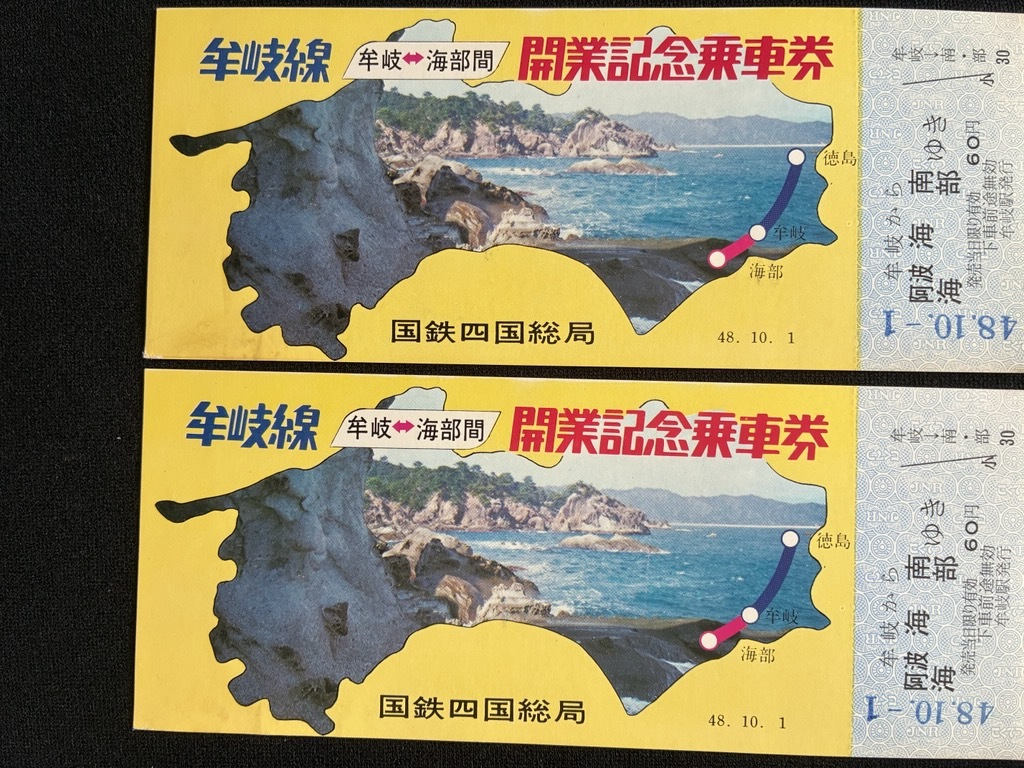 牟岐線 牟岐↔海部間 開業記念乗車券
徳島
牟岐
海部
国鉄四国総局
48. 10. 1
牟岐→南・部
小 30
牟岐から
阿波海南
海部 ゆき
60円
発売当日限り有効
下車前途無効
牟岐駅発行
48.10.-1
JNR
牟岐線 牟岐↔海部間 開業記念乗車券
徳島
牟岐
海部
国鉄四国総局
48. 10. 1
牟岐→南・部
小 30
牟岐から
阿波海南
海部 ゆき
60円
発売当日限り有効
下車前途無効
牟岐駅発行
48.10.-1
JNR